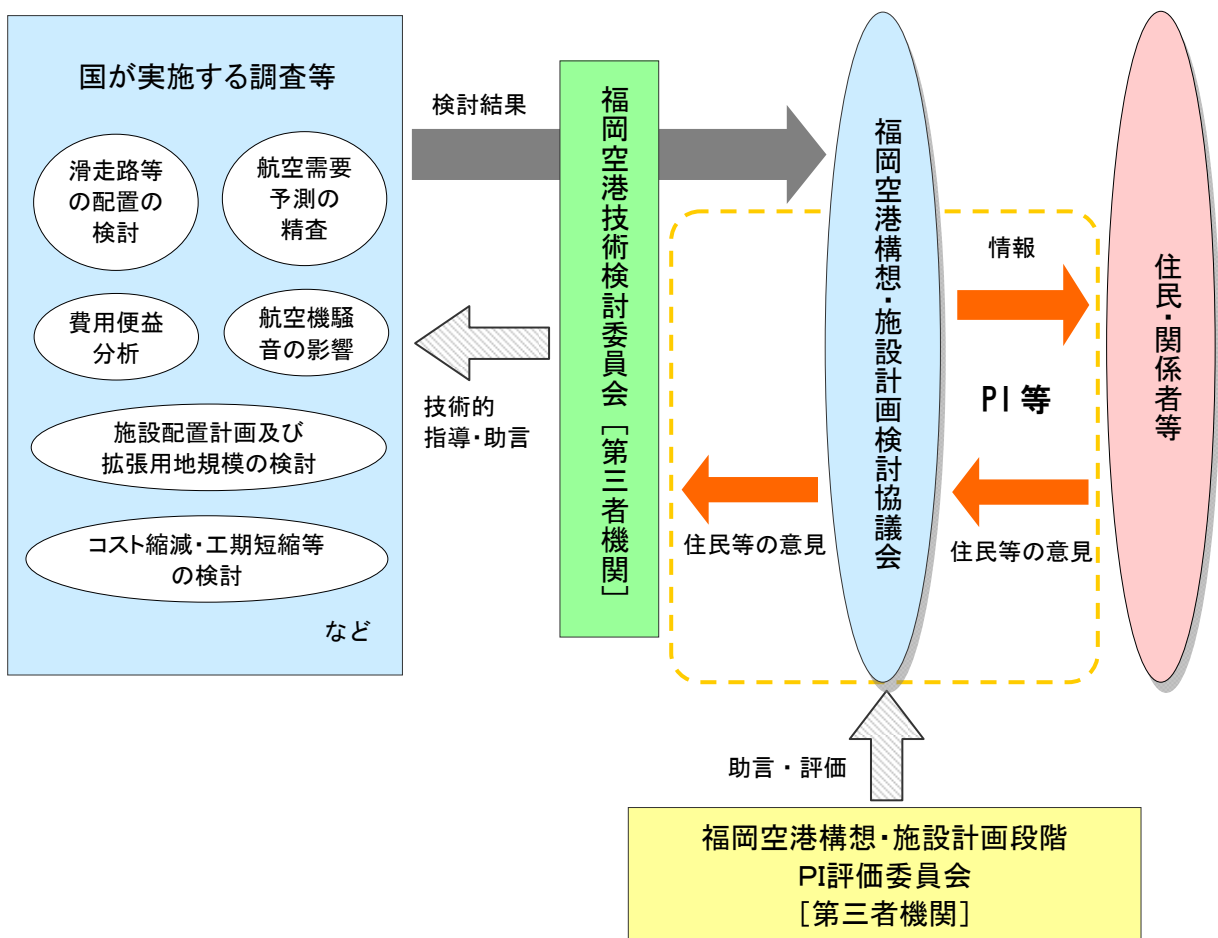 国が実施する調査等
滑走路等
の配置の
検討
航空需要
予測の
精査
費用便益
分析
航空機騒
音の影響
施設配置計画及び
拡張用地規模の検討
コスト縮減・工期短縮等
の検討
など
検討結果
技術的
指導・助言
福岡空港技術検討委員会［第三者機関］
住民等の意見
福岡空港構想・施設計画検討協議会
情報
PI 等
住民等の意見
住民・関係者等
助言・評価
福岡空港構想・施設計画段階
PI評価委員会
［第三者機関］